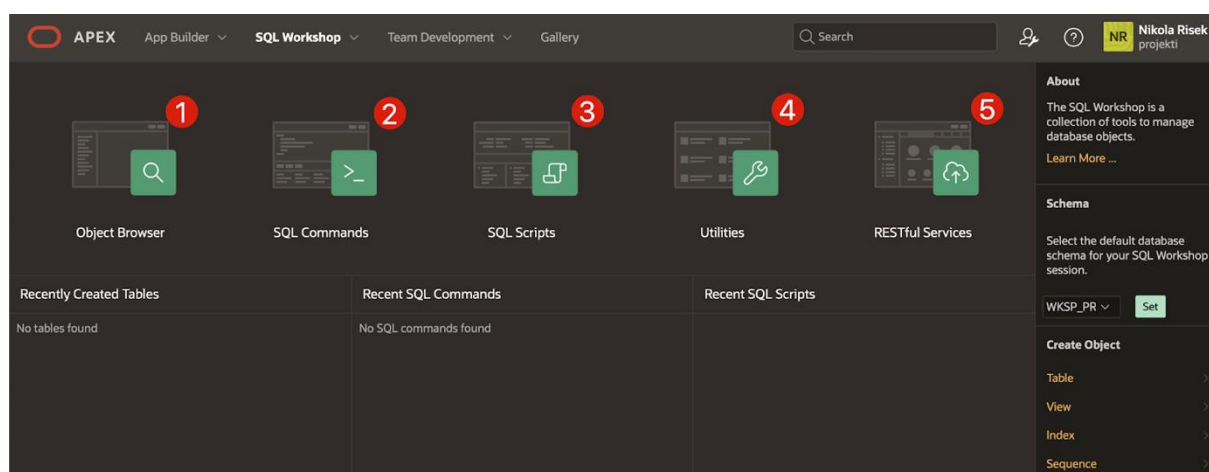 APEX App Builder SQL Workshop Team Development Gallery Search NR Nikola Risek
projekti
1 2 3 4 5
>_
Object Browser SQL Commands SQL Scripts Utilities RESTful Services
Recently Created Tables Recent SQL Commands Recent SQL Scripts
No tables found No SQL commands found
About
The SQL Workshop is a
collection of tools to manage
database objects.
Learn More ...
Schema
Select the default database
schema for your SQL Workshop
session.
WKSP_PR Set
Create Object
Table
View
Index
Sequence